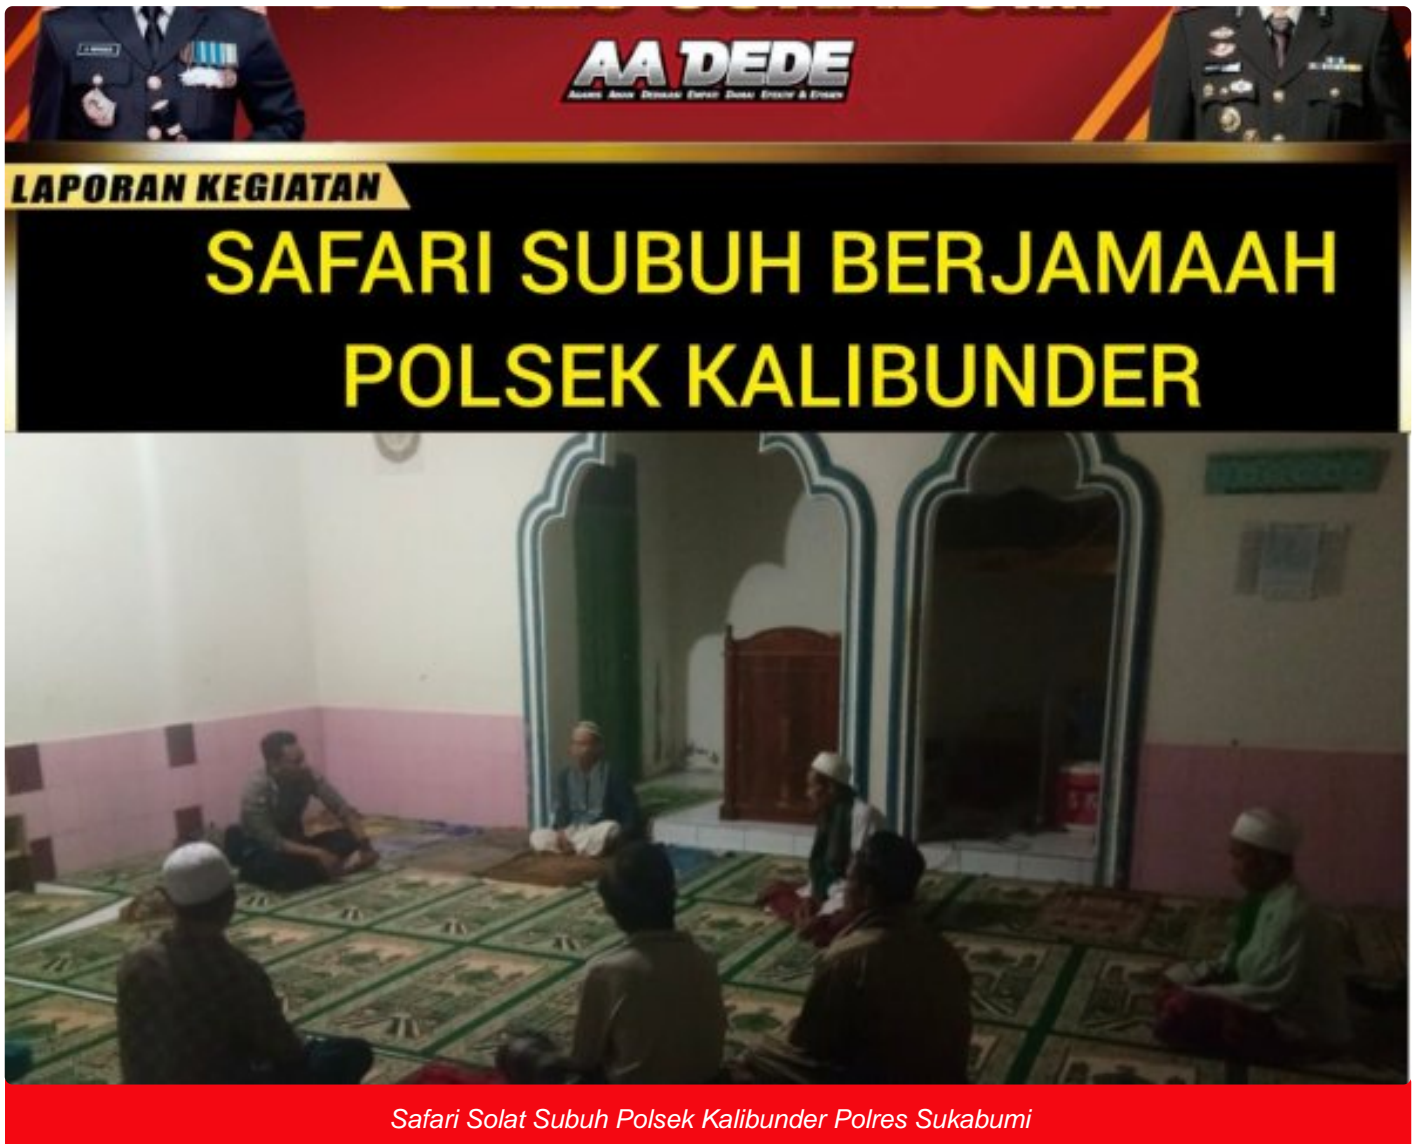 AA DEDE
LAPORAN KEGIATAN
SAFARI SUBUH BERJAMAAH
POLSEK KALIBUNDER
Safari Solat Subuh Polsek Kalibunder Polres Sukabumi